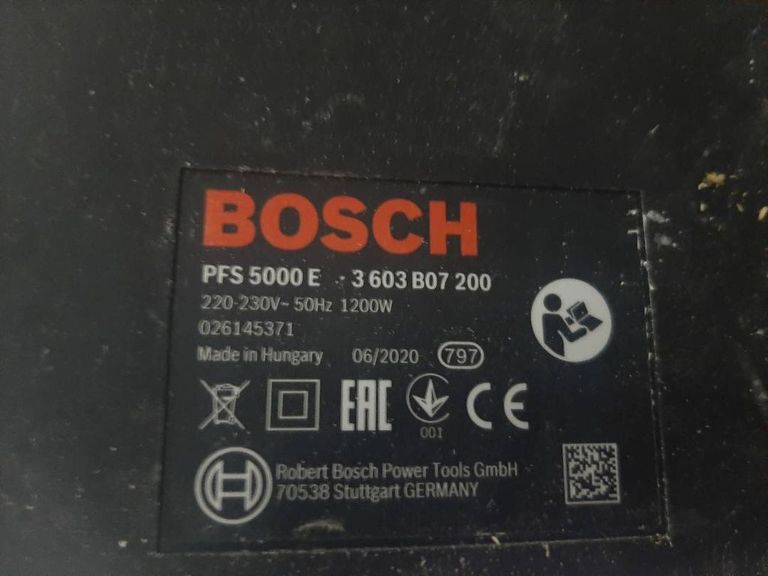 BOSCH
PFS 5000 E · 3 603 B07 200
220-230V~ 50Hz 1200W
026145371
Made in Hungary 06/2020 797
EAC CE
001
Robert Bosch Power Tools GmbH
70538 Stuttgart GERMANY